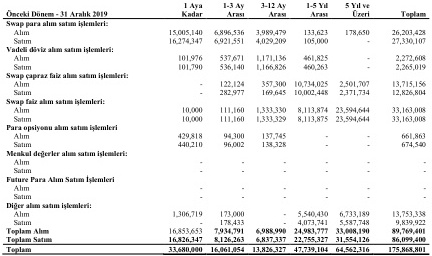 1 Aya 1-3 Ay 3-12 Ay 1-5 Yıl 5 Yıl ve
Önceki Dönem - 31 Aralık 2019 Kadar Arası Arası Arası Üzeri Toplam
Swap para alım satım işlemleri:
Alım 15,005,140 6,896,536 3,989,479 133,623 178,650 26,203,428
Satım 16,274,347 6,921,551 4,029,209 105,000 - 27,330,107
Vadeli döviz alım satım işlemleri:
Alım 101,976 537,671 1,171,136 461,825 - 2,272,608
Satım 101,790 536,140 1,166,826 460,263 - 2,265,019
Swap çapraz faiz alım satım işlemleri:
Alım - 122,124 357,300 10,734,025 2,501,707 13,715,156
Satım - 282,977 169,645 10,002,448 2,371,734 12,826,804
Swap faiz alım satım işlemleri:
Alım 10,000 111,160 1,333,330 8,113,874 23,594,644 33,163,008
Satım 10,000 111,160 1,333,329 8,113,875 23,594,644 33,163,008
Para opsiyonu alım satım işlemleri
Alım 429,818 94,300 137,745 - - 661,863
Satım 440,210 96,002 138,328 - - 674,540
Menkul değerler alım satım işlemleri:
Alım - - - - - -
Satım - - - - - -
Future Para Alım Satım İşlemleri
Alım - - - - - -
Satım - - - - - -
Diğer alım satım işlemleri:
Alım 1,306,719 173,000 - 5,540,430 6,733,189 13,753,338
Satım - 178,433 - 4,073,741 5,587,748 9,839,922
Toplam Alım 16,853,653 7,934,791 6,988,990 24,983,777 33,008,190 89,769,401
Toplam Satım 16,826,347 8,126,263 6,837,337 22,755,327 31,554,126 86,099,400
Toplam 33,680,000 16,061,054 13,826,327 47,739,104 64,562,316 175,868,801